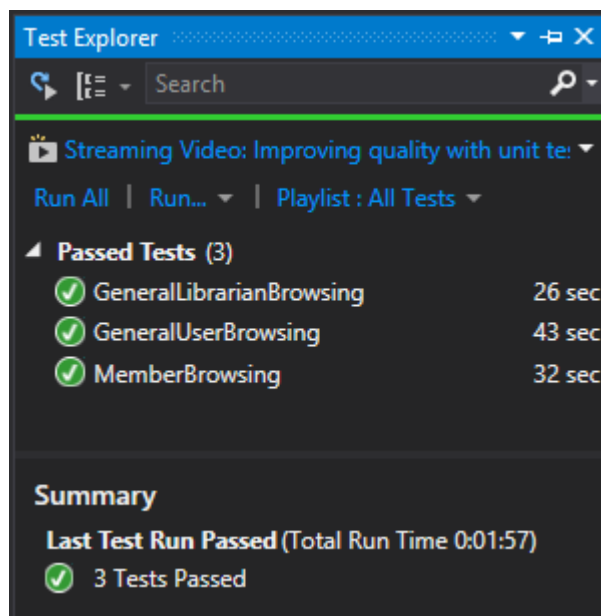 Test Explorer
Search
Streaming Video: Improving quality with unit te
Run All | Run... | Playlist : All Tests
Passed Tests (3)
GeneralLibrarianBrowsing 26 sec
GeneralUserBrowsing 43 sec
MemberBrowsing 32 sec
Summary
Last Test Run Passed (Total Run Time 0:01:57)
3 Tests Passed